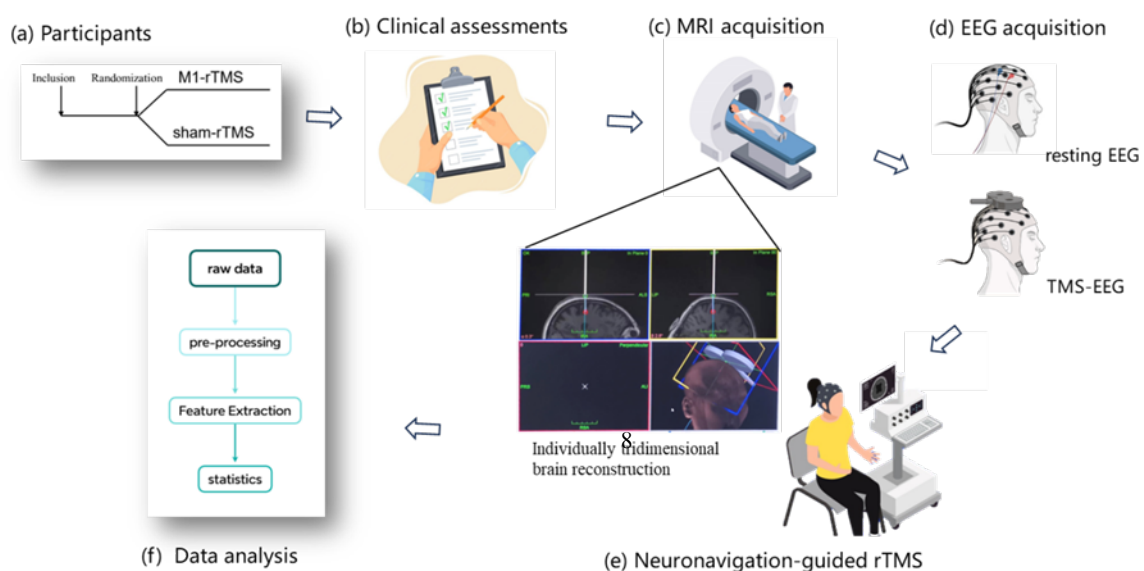 (a) Participants
Inclusion Randomization M1-rTMS
sham-rTMS
(b) Clinical assessments
(c) MRI acquisition
(d) EEG acquisition
resting EEG
TMS-EEG
Individually tridimensional
8
brain reconstruction
(e) Neuronavigation-guided rTMS
raw data
pre-processing
Feature Extraction
statistics
(f) Data analysis